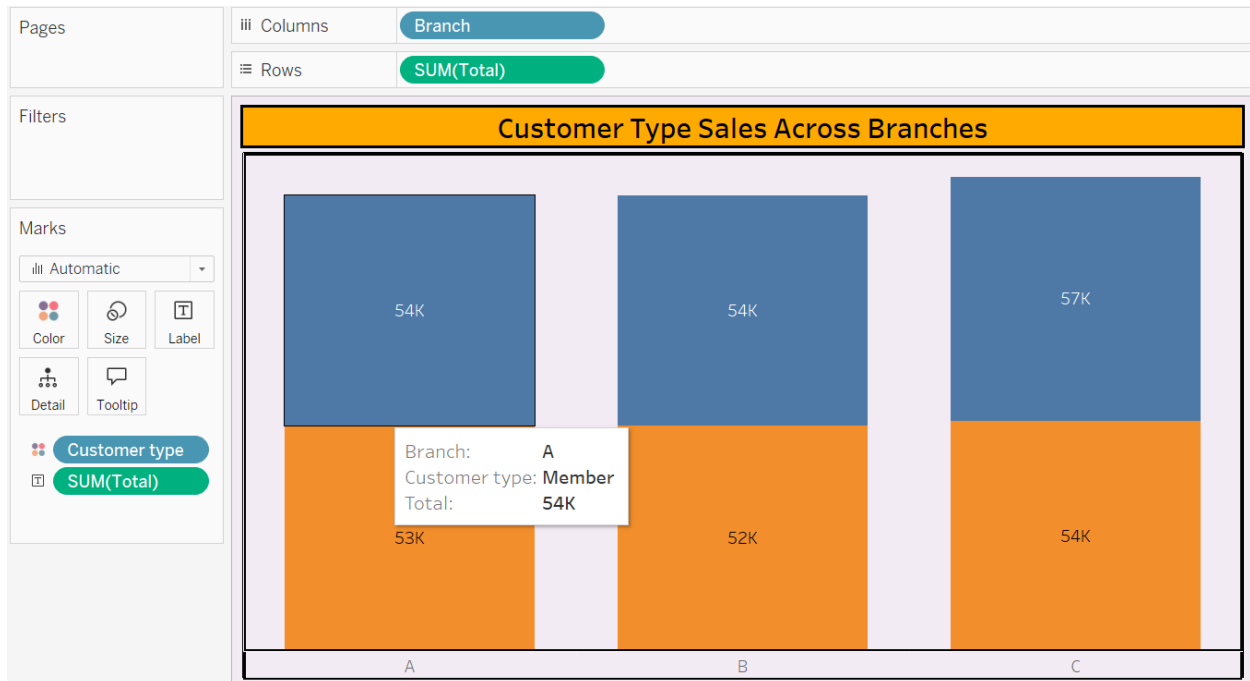 Pages
Columns
Branch
Rows
SUM(Total)
Filters
Customer Type Sales Across Branches
Marks
Automatic
Color Size Label
Detail Tooltip
Customer type
SUM(Total)
54K 54K 57K
Branch: A
Customer type: Member
Total: 54K
53K 52K 54K
A B C